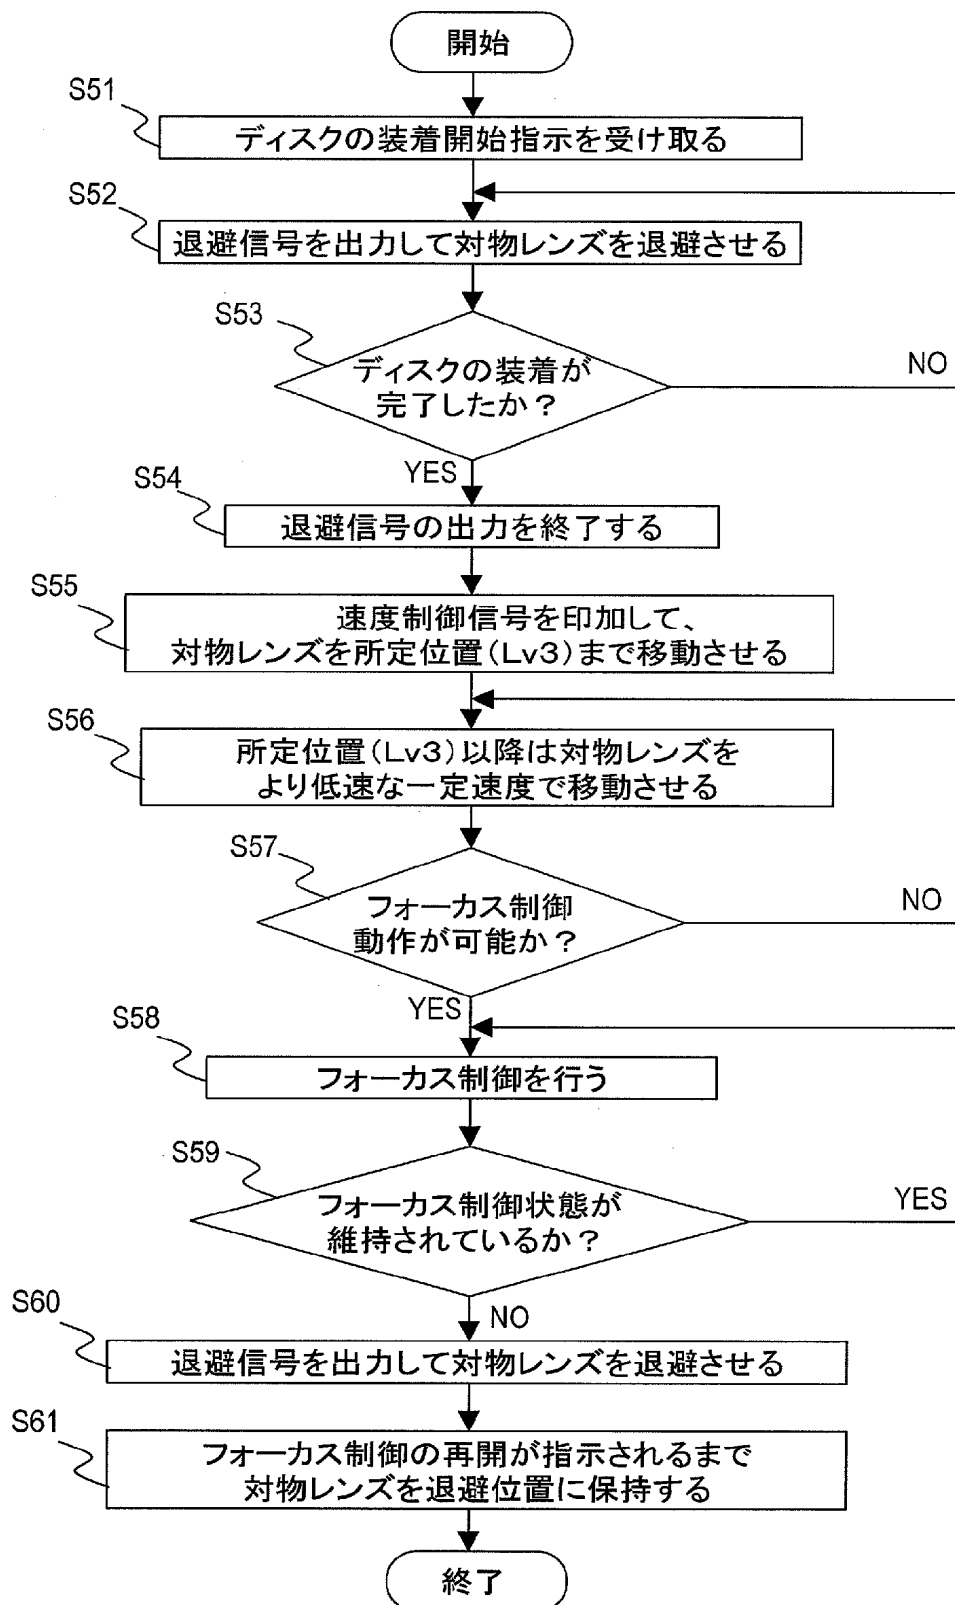 開始
S51
ディスクの装着開始指示を受け取る
S52
退避信号を出力して対物レンズを退避させる
S53
ディスクの装着が
完了したか？
NO
YES
S54
退避信号の出力を終了する
S55
速度制御信号を印加して、
対物レンズを所定位置(Lv3)まで移動させる
S56
所定位置(Lv3)以降は対物レンズを
より低速な一定速度で移動させる
S57
フォーカス制御
動作が可能か？
NO
YES
S58
フォーカス制御を行う
S59
フォーカス制御状態が
維持されているか？
YES
NO
S60
退避信号を出力して対物レンズを退避させる
S61
フォーカス制御の再開が指示されるまで
対物レンズを退避位置に保持する
終了